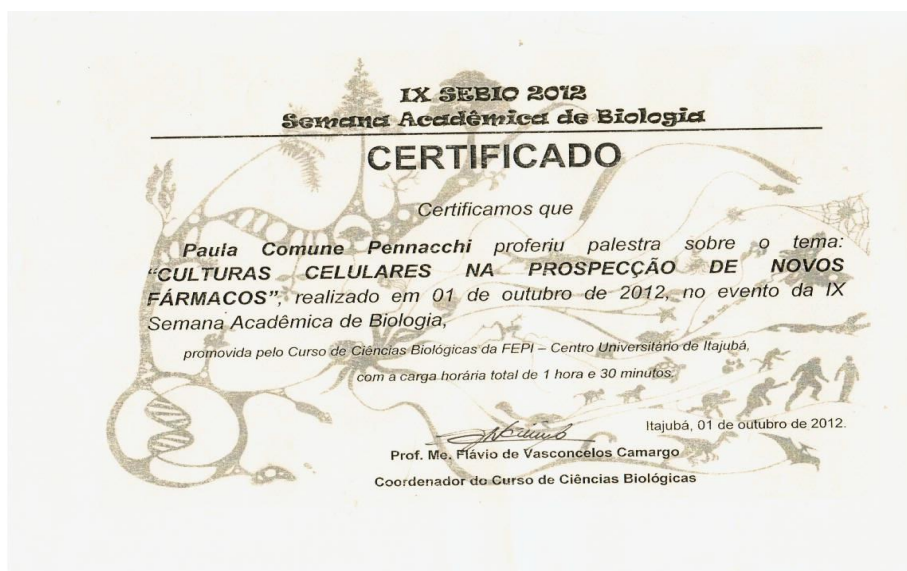 IX SEBIO 2012
Semana Acadêmica de Biologia
CERTIFICADO
Certificamos que
Paula Comune Pennacchi proferiu palestra sobre o tema:
“CULTURAS CELULARES NA PROSPECÇÃO DE NOVOS
FÁRMACOS”, realizado em 01 de outubro de 2012, no evento da IX
Semana Acadêmica de Biologia,
promovida pelo Curso de Ciências Biológicas da FEPI – Centro Universitário de Itajubá,
com a carga horária total de 1 hora e 30 minutos.
Itajubá, 01 de outubro de 2012.
Prof. Me. Flávio de Vasconcelos Camargo
Coordenador do Curso de Ciências Biológicas